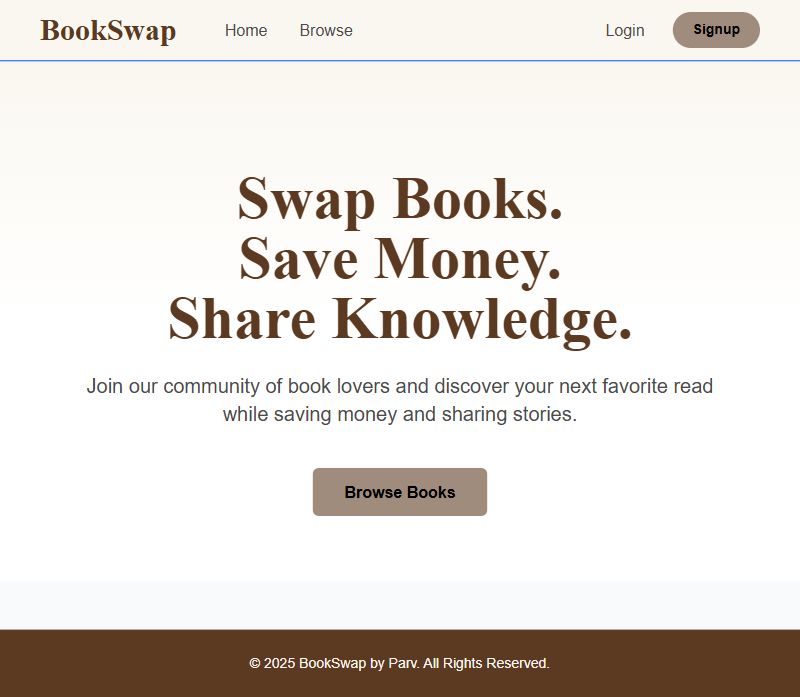 BookSwap Home Browse Login Signup
Swap Books.
Save Money.
Share Knowledge.
Join our community of book lovers and discover your next favorite read
while saving money and sharing stories.
Browse Books
© 2025 BookSwap by Parv. All Rights Reserved.